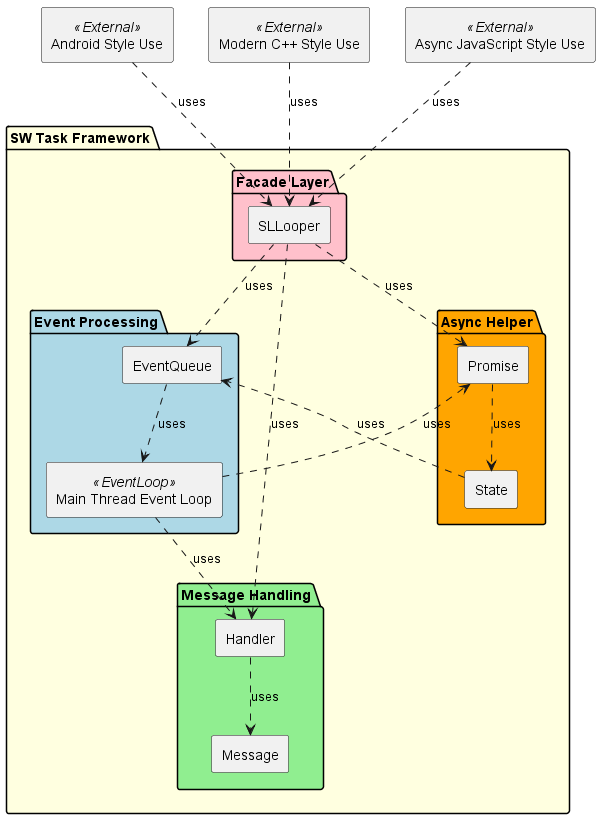 «External»
Android Style Use
«External»
Modern C++ Style Use
«External»
Async JavaScript Style Use
uses
uses
uses
SW Task Framework
Facade Layer
SLLooper
uses
uses
Event Processing
Async Helper
EventQueue
Promise
uses
uses
uses
uses
uses
«EventLoop»
Main Thread Event Loop
State
uses
Message Handling
Handler
uses
Message